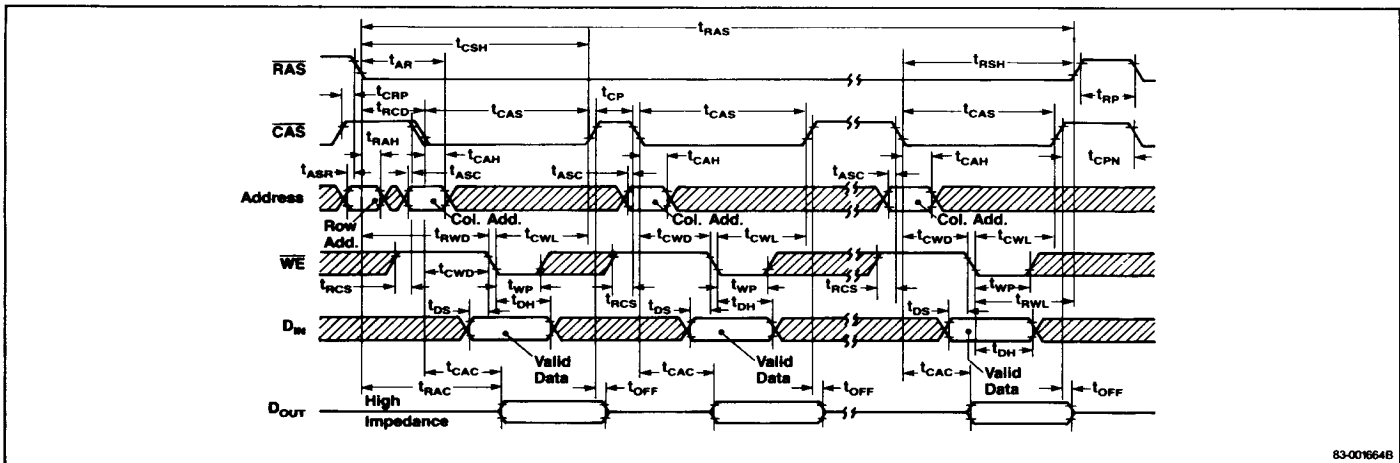 tRAS
tCSH
RAS
tAR
tRSH
tCRP
tRCD
tCAS
tCP
tCAS
tCAS
tRP
CAS
tRAH
tCAH
tCAH
tCAH
tCPN
tASR
tASC
tASC
tASC
Address
Row
Add.
Col. Add.
Col. Add.
Col. Add.
tRWD
tCWL
tCWD
tCWL
tCWD
tCWL
WE
tCWD
tRCS
tWP
tRCS
tWP
tRCS
tWP
tDS
tDH
tDS
tDH
tDS
tRWL
DIN
tDH
Valid
Data
Valid
Data
Valid
Data
tCAC
tCAC
tCAC
tRAC
tOFF
tOFF
tOFF
DOUT
High
Impedance
83-001664B